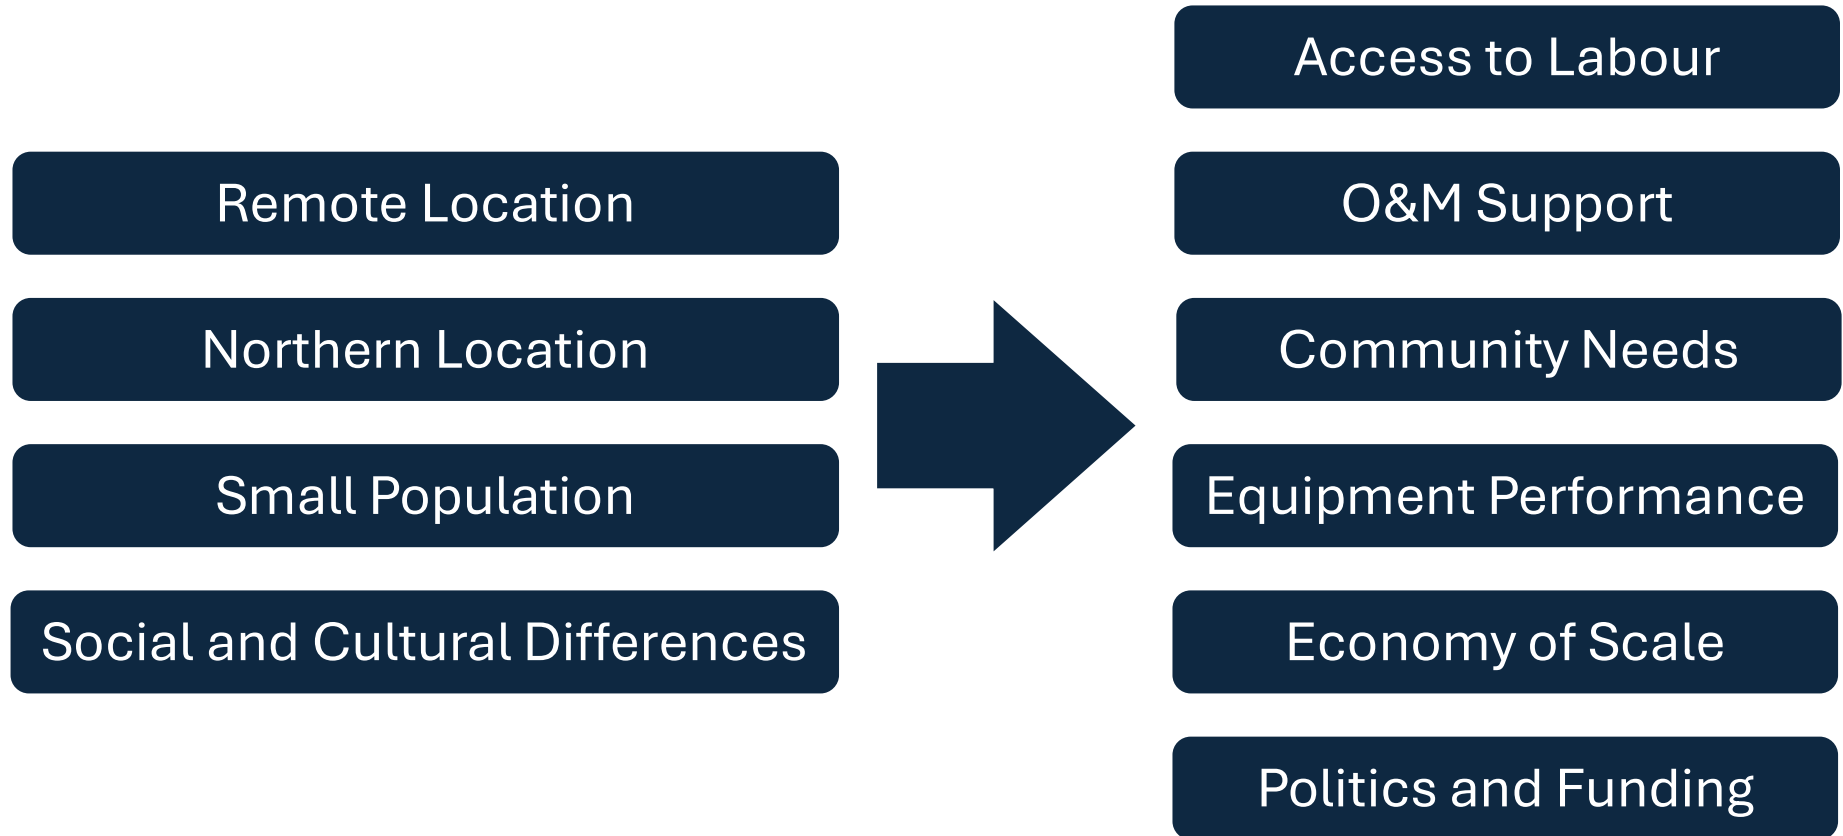 Remote Location
Northern Location
Small Population
Social and Cultural Differences
Access to Labour
O&M Support
Community Needs
Equipment Performance
Economy of Scale
Politics and Funding